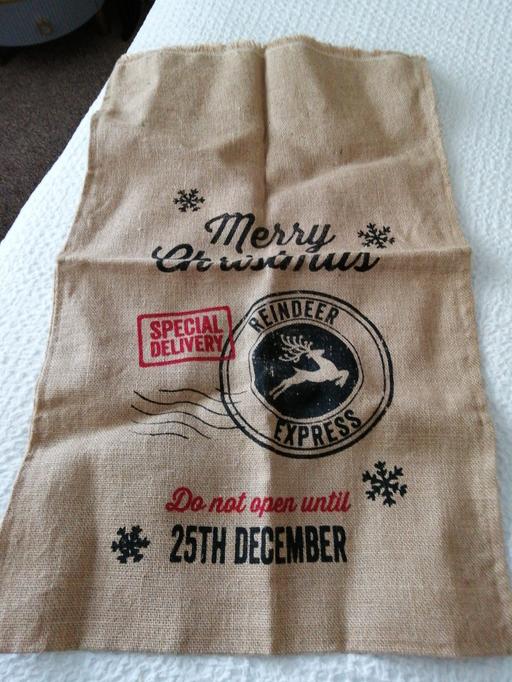 Merry
Christmas
SPECIAL
DELIVERY
REINDEER
EXPRESS
Do not open until
25TH DECEMBER